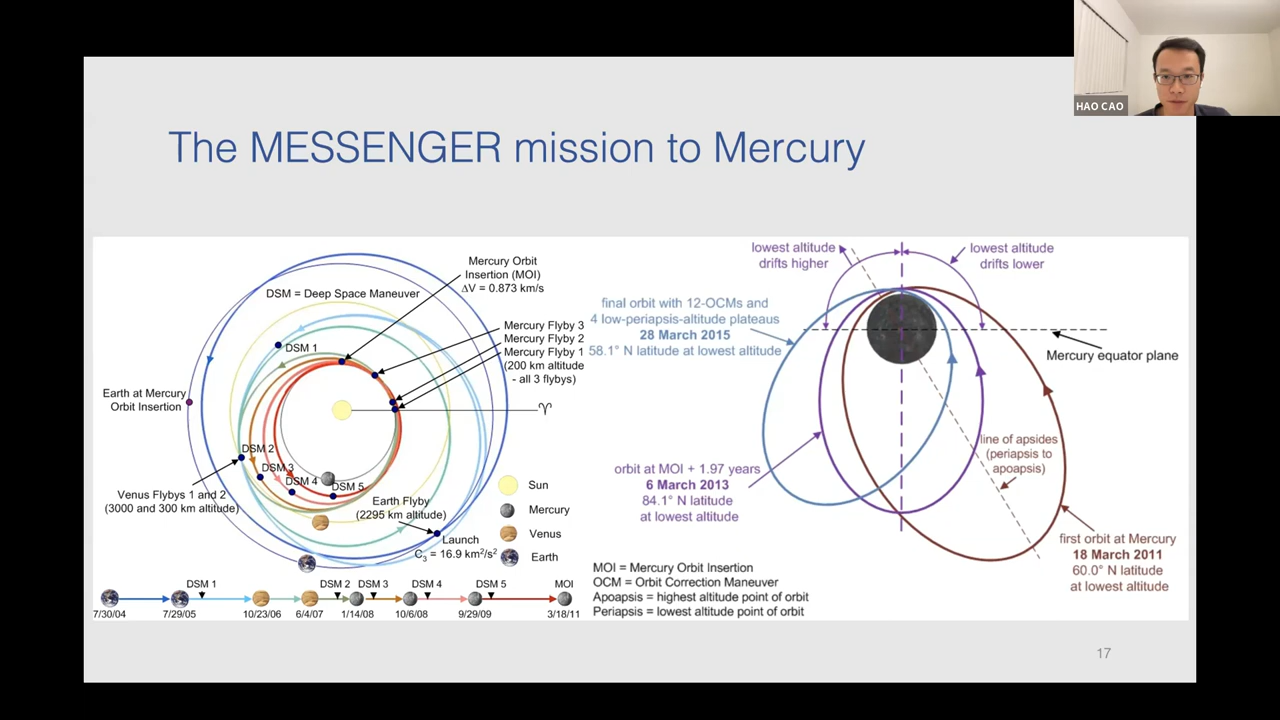 HAO CAO
The MESSENGER mission to Mercury
Mercury Orbit
Insertion (MOI)
ΔV = 0.873 km/s
DSM = Deep Space Maneuver
Mercury Flyby 3
Mercury Flyby 2
Mercury Flyby 1
(200 km altitude
- all 3 flybys)
DSM 1
Earth at Mercury
Orbit Insertion
♈
DSM 2
DSM 3
DSM 4
DSM 5
Venus Flybys 1 and 2
(3000 and 300 km altitude)
Earth Flyby
(2295 km altitude)
Launch
C₃ = 16.9 km²/s²
Sun
Mercury
Venus
Earth
DSM 1
DSM 2
DSM 3
DSM 4
DSM 5
MOI
7/30/04
7/29/05
10/23/06
6/4/07
1/14/08
10/6/08
9/29/09
3/18/11
lowest altitude
drifts higher
lowest altitude
drifts lower
final orbit with 12-OCMs and
4 low-periapsis-altitude plateaus
28 March 2015
58.1° N latitude at lowest altitude
Mercury equator plane
line of apsides
(periapsis to
apoapsis)
orbit at MOI + 1.97 years
6 March 2013
84.1° N latitude
at lowest altitude
first orbit at Mercury
18 March 2011
60.0° N latitude
at lowest altitude
MOI = Mercury Orbit Insertion
OCM = Orbit Correction Maneuver
Apoapsis = highest altitude point of orbit
Periapsis = lowest altitude point of orbit
17